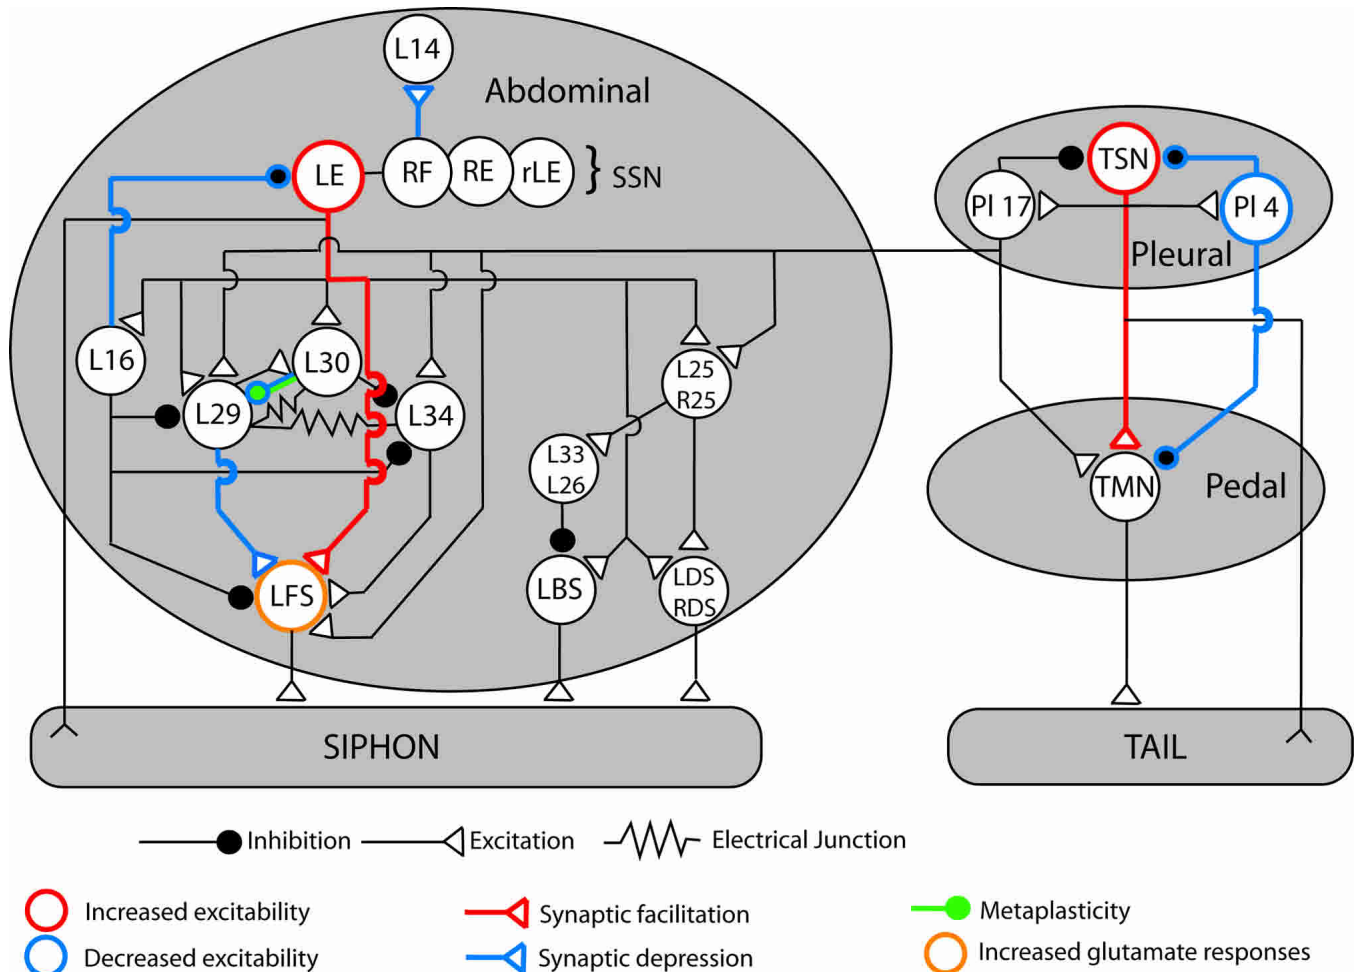 L14
Abdominal
LE
RF
RE
rLE
} SSN
TSN
Pl 17
Pl 4
Pleural
L16
L30
L29
L34
L25
R25
L33
L26
TMN
Pedal
LFS
LBS
LDS
RDS
SIPHON
TAIL
Inhibition
Excitation
Electrical Junction
Increased excitability
Synaptic facilitation
Metaplasticity
Decreased excitability
Synaptic depression
Increased glutamate responses